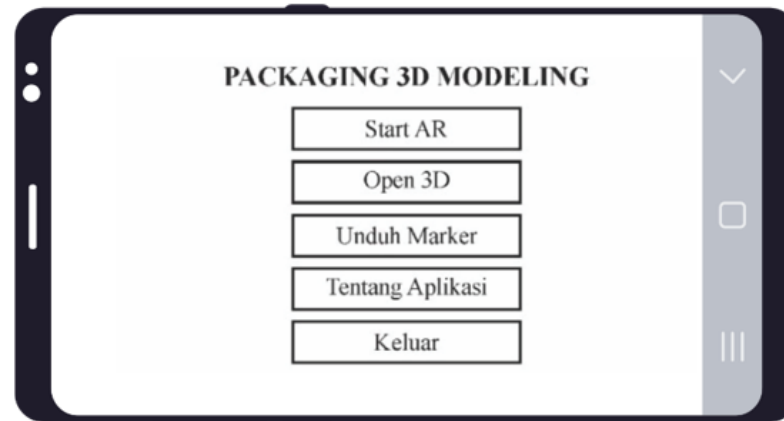 PACKAGING 3D MODELING
Start AR
Open 3D
Unduh Marker
Tentang Aplikasi
Keluar